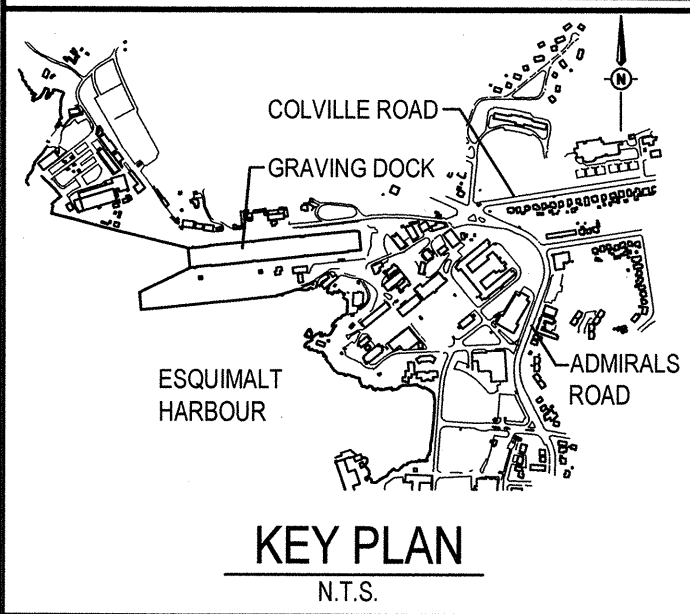 N
COLVILLE ROAD
GRAVING DOCK
ESQUIMALT
HARBOUR
ADMIRALS
ROAD
KEY PLAN
N.T.S.